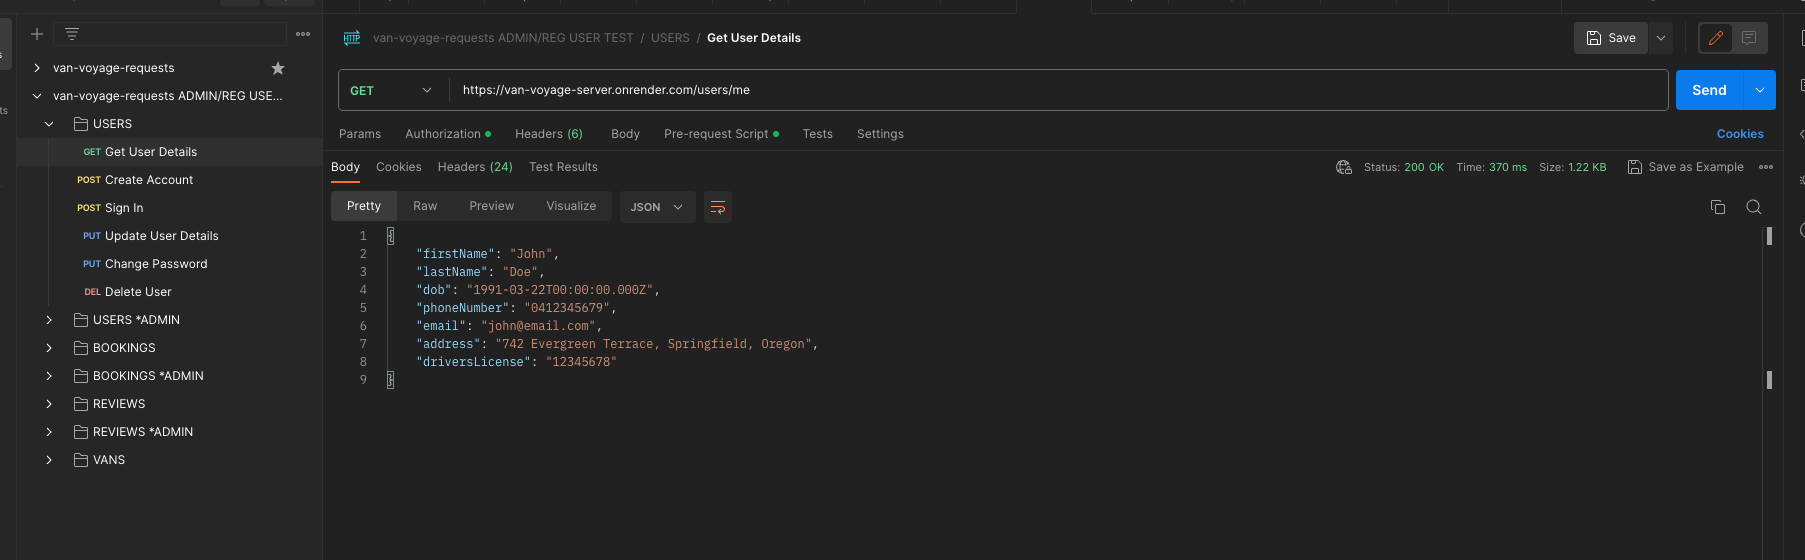 HTTP van-voyage-requests ADMIN/REG USER TEST / USERS / Get User Details
Save
van-voyage-requests
van-voyage-requests ADMIN/REG USE...
USERS
GET Get User Details
POST Create Account
POST Sign In
PUT Update User Details
PUT Change Password
DEL Delete User
USERS *ADMIN
BOOKINGS
BOOKINGS *ADMIN
REVIEWS
REVIEWS *ADMIN
VANS
GET https://van-voyage-server.onrender.com/users/me Send
Params Authorization Headers (6) Body Pre-request Script Tests Settings Cookies
Body Cookies Headers (24) Test Results Status: 200 OK Time: 370 ms Size: 1.22 KB Save as Example
Pretty Raw Preview Visualize JSON
1 {
2 "firstName": "John",
3 "lastName": "Doe",
4 "dob": "1991-03-22T00:00:00.000Z",
5 "phoneNumber": "0412345679",
6 "email": "john@email.com",
7 "address": "742 Evergreen Terrace, Springfield, Oregon",
8 "driversLicense": "12345678"
9 }